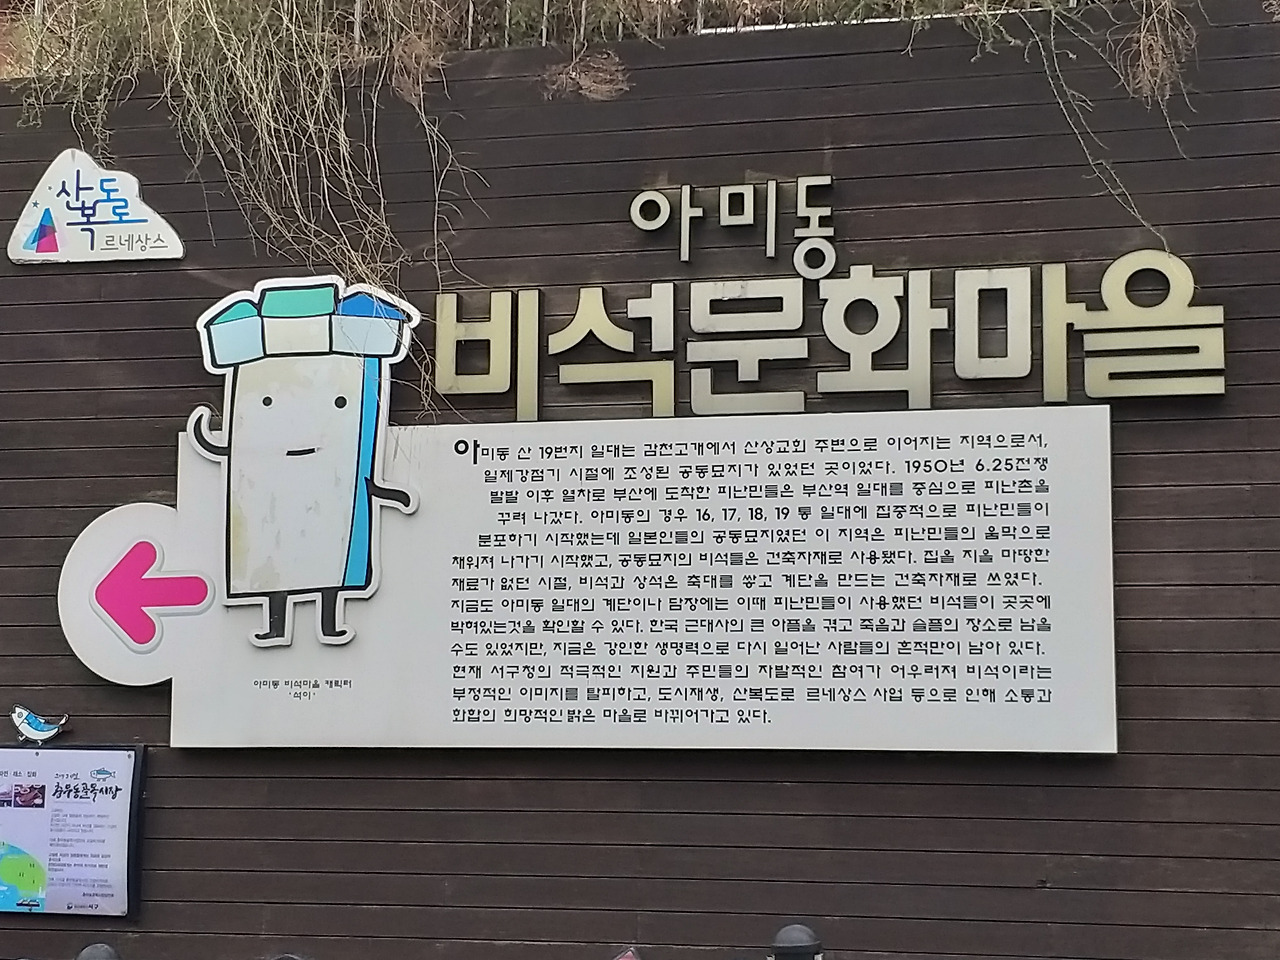 산복도로
르네상스
아미동
비석문화마을
아미동 산 19번지 일대는 감천고개에서 산상교회 주변으로 이어지는 지역으로서,
일제강점기 시절에 조성된 공동묘지가 있었던 곳이었다. 1950년 6.25전쟁
발발 이후 열차로 부산에 도착한 피난민들은 부산역 일대를 중심으로 피난촌을
꾸려 나갔다. 아미동의 경우 16, 17, 18, 19 통 일대에 집중적으로 피난민들이
분포하기 시작했는데 일본인들의 공동묘지였던 이 지역은 피난민들의 움막으로
채워져 나가기 시작했고, 공동묘지의 비석들은 건축자재로 사용됐다. 집을 지을 마땅한
재료가 없던 시절, 비석과 상석은 축대를 쌓고 계단을 만드는 건축자재로 쓰였다.
지금도 아미동 일대의 계단이나 담장에는 이때 피난민들이 사용했던 비석들이 곳곳에
박혀있는것을 확인할 수 있다. 한국 근대사의 큰 아픔을 겪고 죽음과 슬픔의 장소로 남을
수도 있었지만, 지금은 강인한 생명력으로 다시 일어난 사람들의 흔적만이 남아 있다.
현재 서구청의 적극적인 지원과 주민들의 자발적인 참여가 어우러져 비석이라는
부정적인 이미지를 탈피하고, 도시재생, 산복도로 르네상스 사업 등으로 인해 소통과
화합의 희망적인 밝은 마을로 바뀌어가고 있다.
아미동 비석마을 캐릭터
'석이'
충무동골목시장
서구